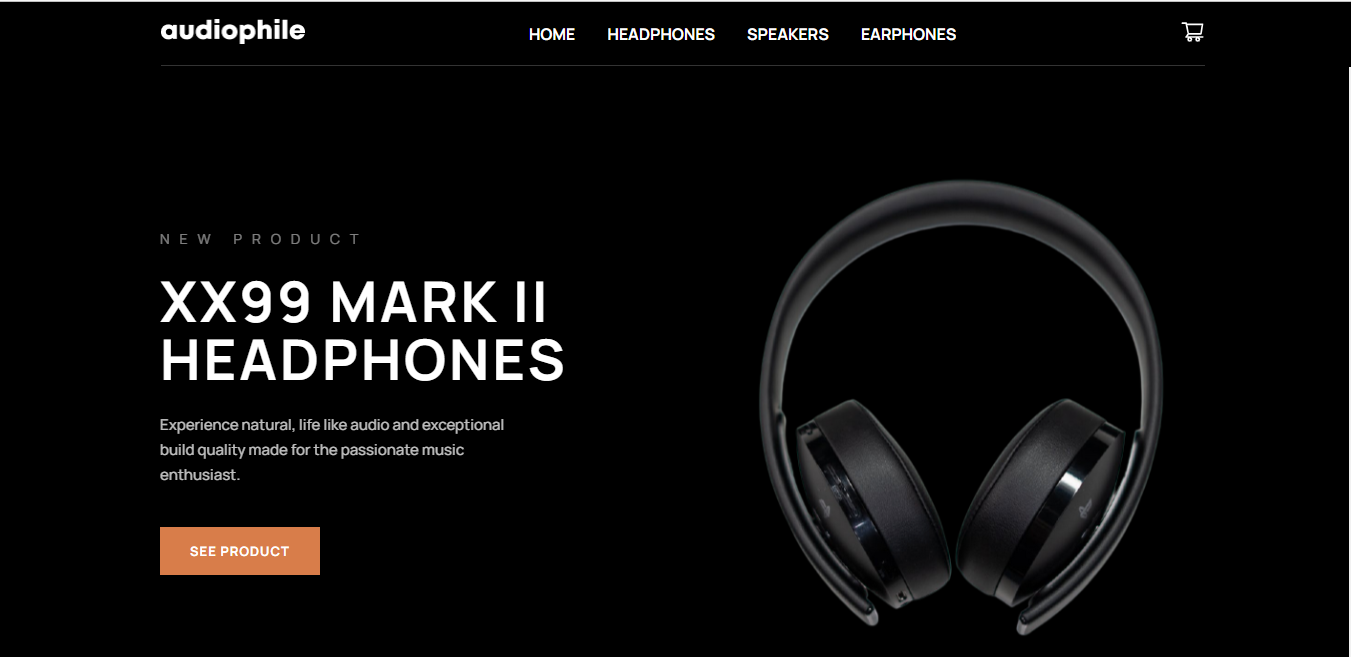 audiophile
HOME HEADPHONES SPEAKERS EARPHONES
NEW PRODUCT
XX99 MARK II
HEADPHONES
Experience natural, life like audio and exceptional
build quality made for the passionate music
enthusiast.
SEE PRODUCT